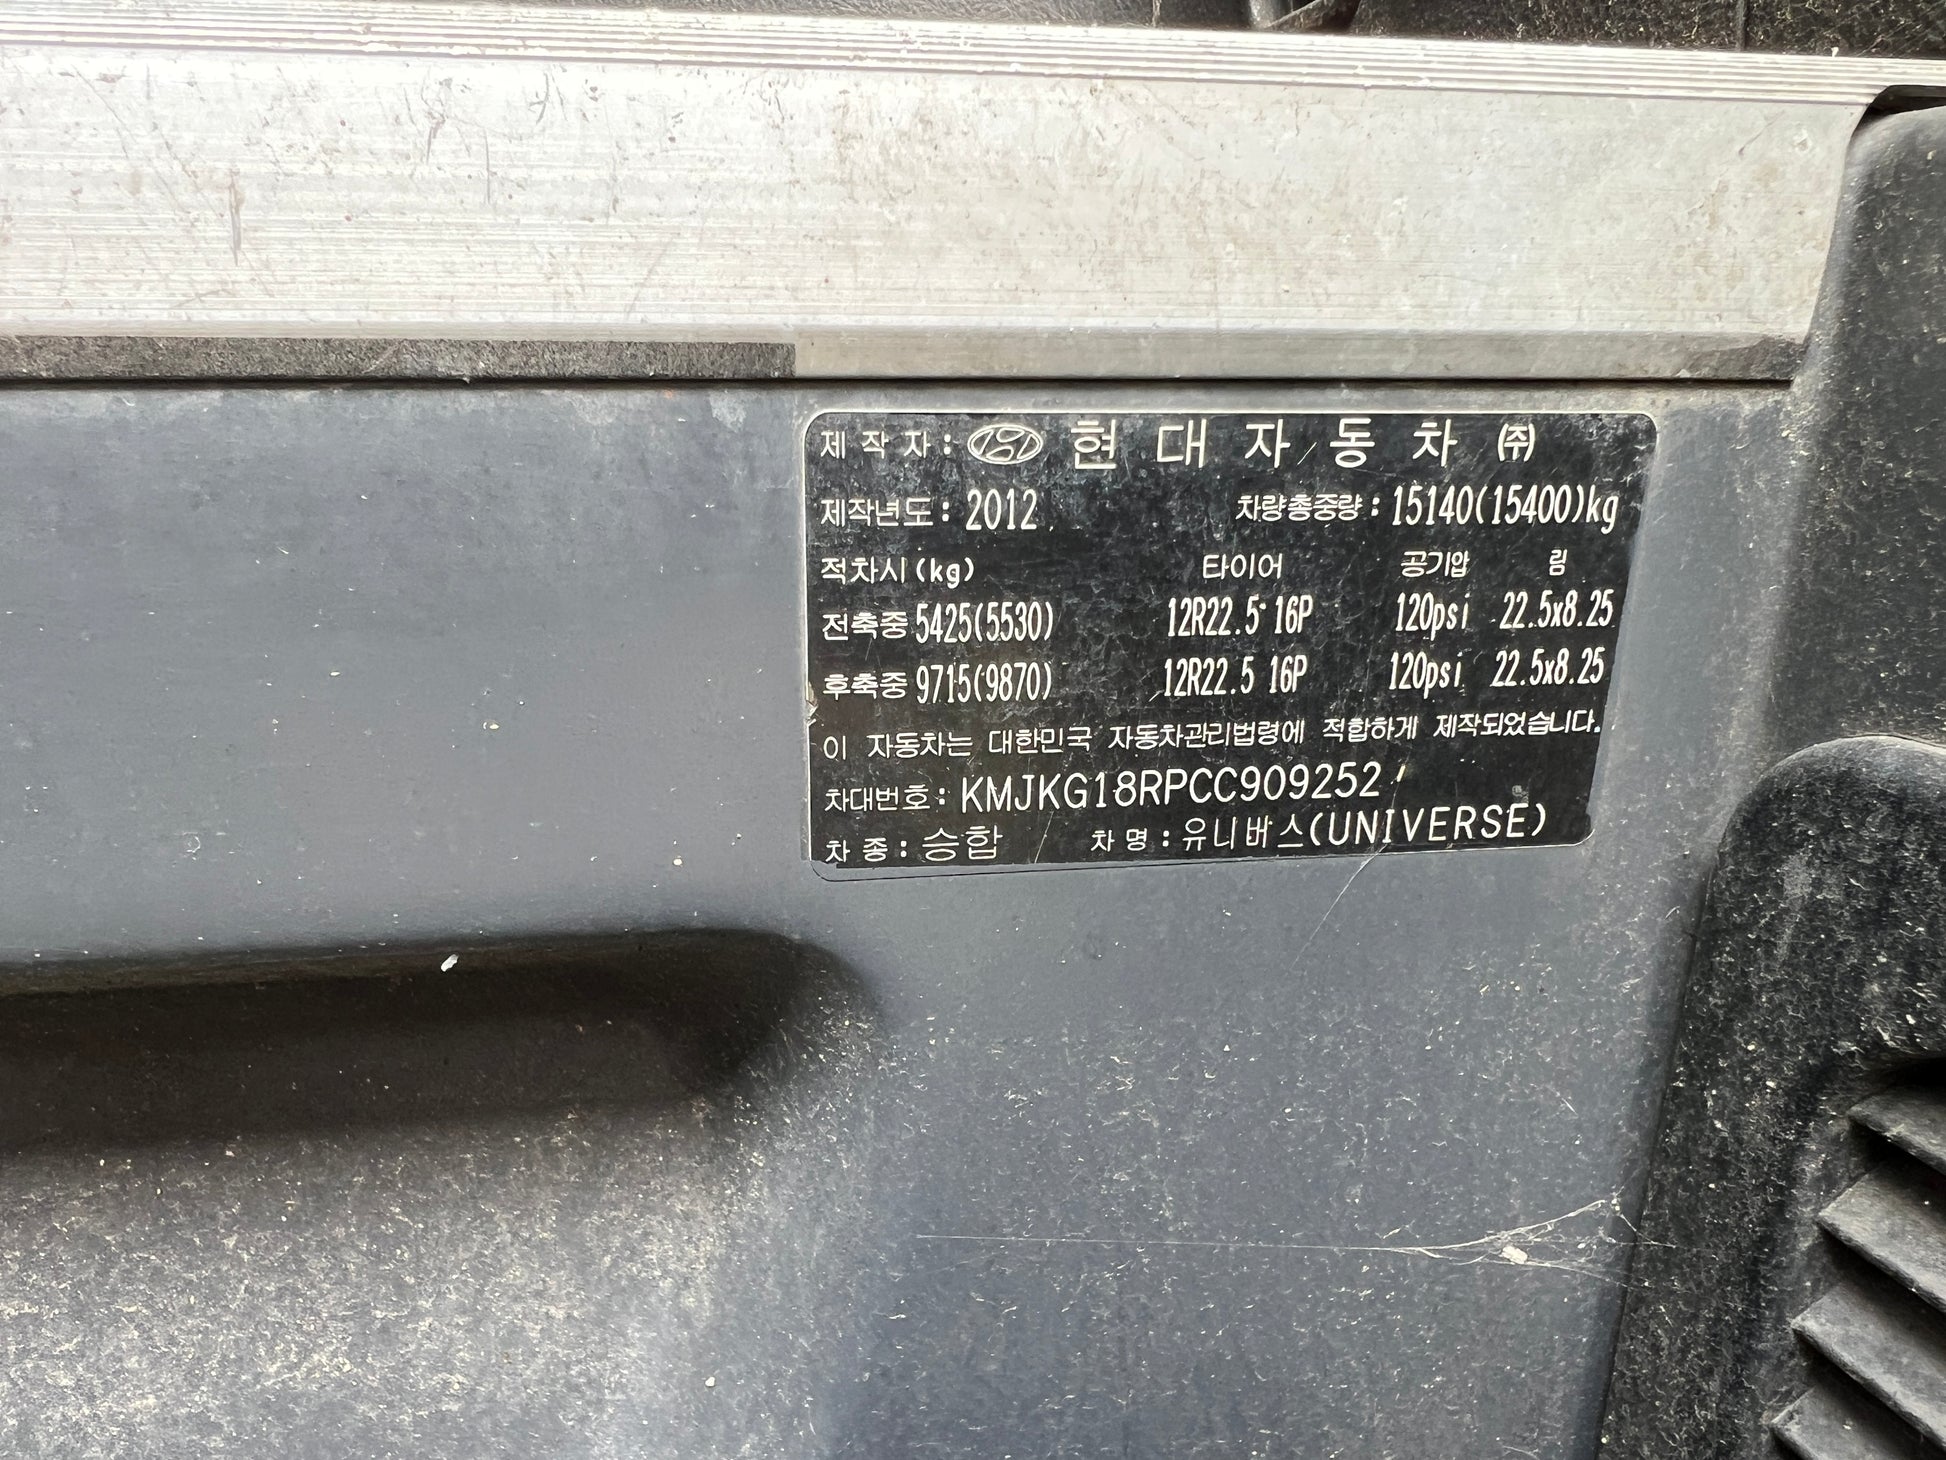 제 작 자 : 현 대 자 동 차 ㈜
제작년도 : 2012 차량총중량 : 15140(15400)kg
적차시(kg) 타이어 공기압 림
전축중 5425(5530) 12R22.5 16P 120psi 22.5x8.25
후축중 9715(9870) 12R22.5 16P 120psi 22.5x8.25
이 자동차는 대한민국 자동차관리법령에 적합하게 제작되었습니다.
차대번호 : KMJKG18RPCC909252
차 종 : 승합 차 명 : 유니버스(UNIVERSE)